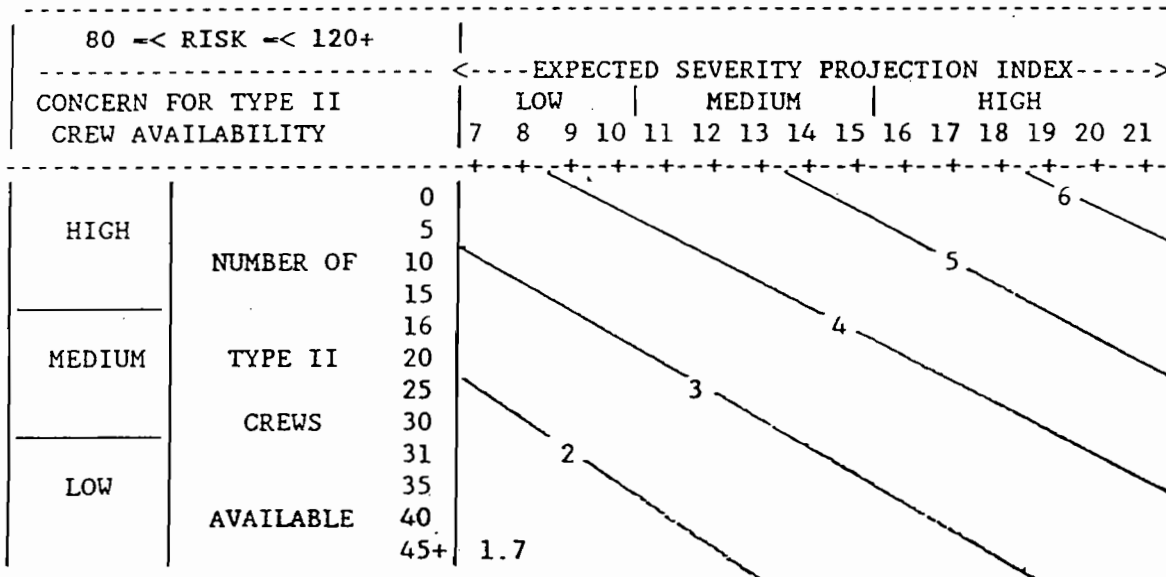 80 =< RISK =< 120+
<----EXPECTED SEVERITY PROJECTION INDEX----->
CONCERN FOR TYPE II LOW | MEDIUM | HIGH
CREW AVAILABILITY 7 8 9 10 11 12 13 14 15 16 17 18 19 20 21
0 6
HIGH 5
NUMBER OF 10 5
15
16 4
MEDIUM TYPE II 20
25 3
CREWS 30
31 2
LOW 35
AVAILABLE 40
45+ 1.7